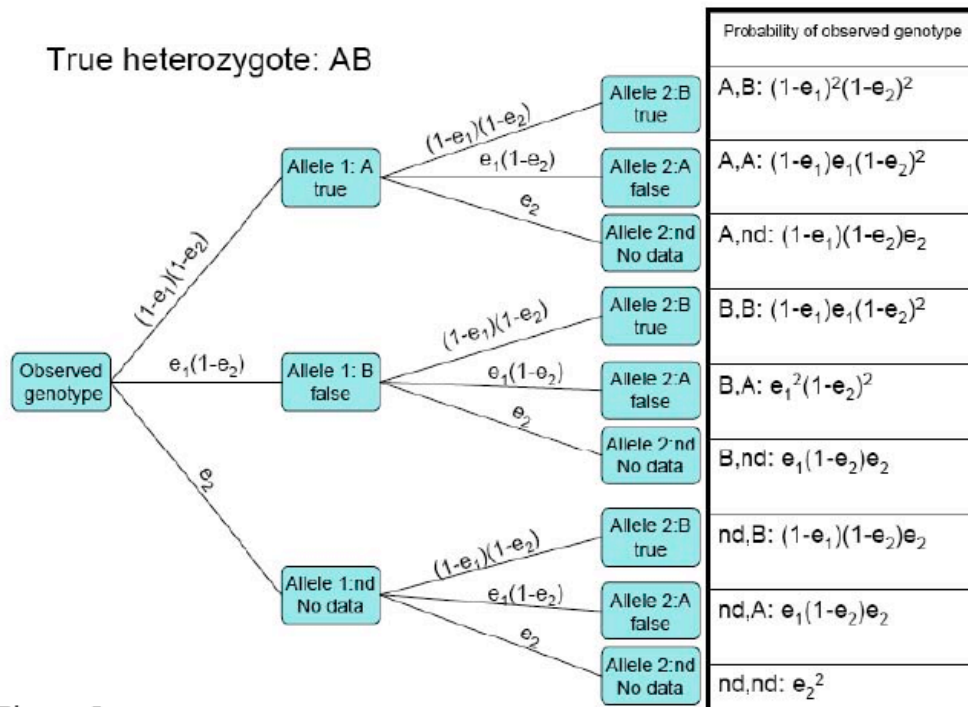 True heterozygote: AB
Probability of observed genotype
Observed
genotype
(1-e₁)(1-e₂)
e₁(1-e₂)
e₂
Allele 1: A
true
(1-e₁)(1-e₂)
e₁(1-e₂)
e₂
Allele 2:B
true
A,B: (1-e₁)²(1-e₂)²
Allele 2:A
false
A,A: (1-e₁)e₁(1-e₂)²
Allele 2:nd
No data
A,nd: (1-e₁)(1-e₂)e₂
Allele 1: B
false
(1-e₁)(1-e₂)
e₁(1-e₂)
e₂
Allele 2:B
true
B,B: (1-e₁)e₁(1-e₂)²
Allele 2:A
false
B,A: e₁²(1-e₂)²
Allele 2:nd
No data
B,nd: e₁(1-e₂)e₂
Allele 1:nd
No data
(1-e₁)(1-e₂)
e₁(1-e₂)
e₂
Allele 2:B
true
nd,B: (1-e₁)(1-e₂)e₂
Allele 2:A
false
nd,A: e₁(1-e₂)e₂
Allele 2:nd
No data
nd,nd: e₂²